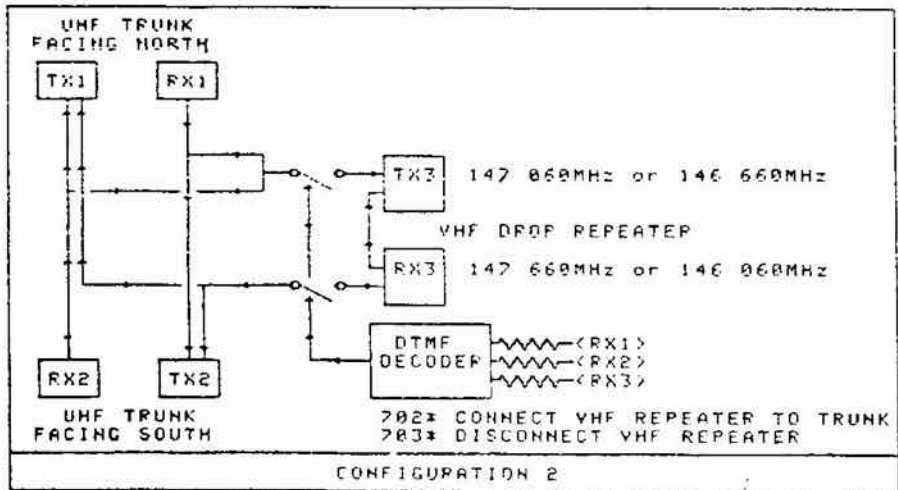 UHF TRUNK
FACING NORTH
TX1 RX1
TX3 147 060MHz or 146 660MHz
VHF DROP REPEATER
RX3 147 660MHz or 146 060MHz
DTMF
DECODER
<RX1>
<RX2>
<RX3>
RX2 TX2
UHF TRUNK
FACING SOUTH
702* CONNECT VHF REPEATER TO TRUNK
703* DISCONNECT VHF REPEATER
CONFIGURATION 2